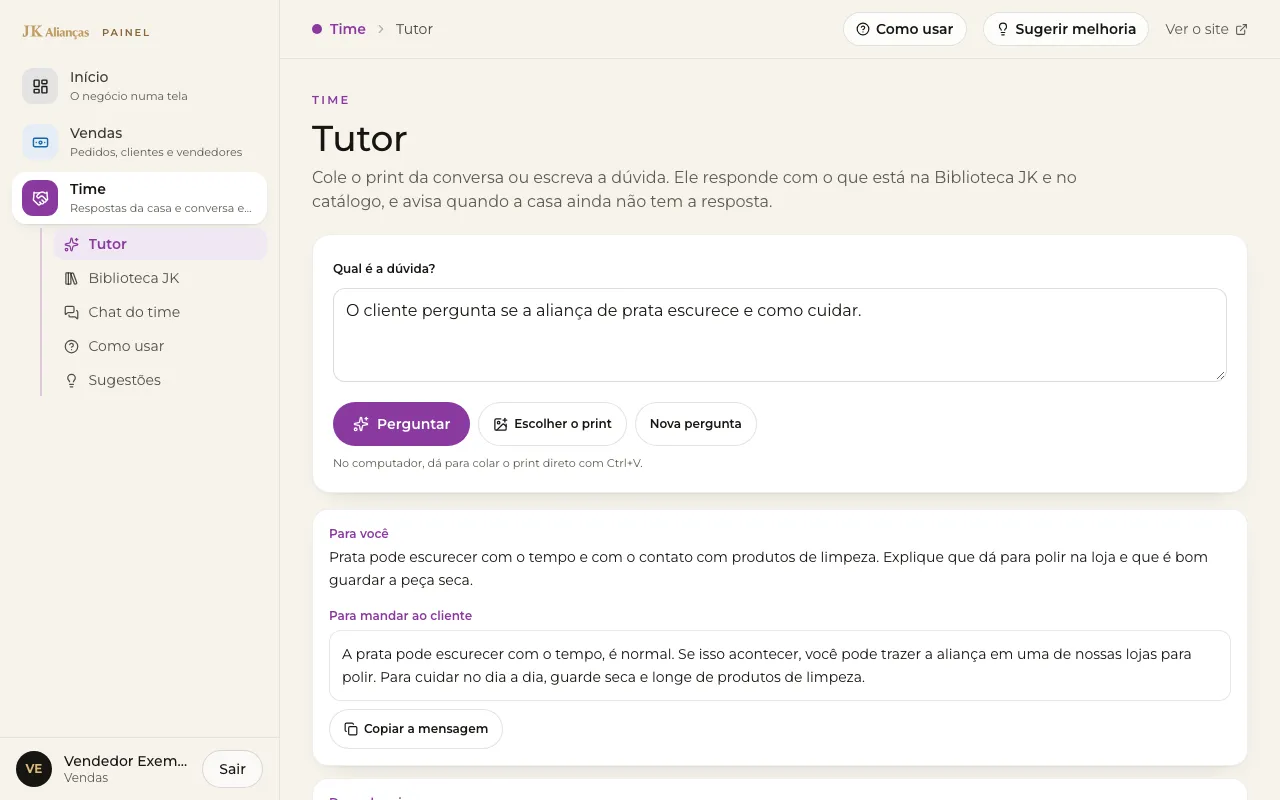 JK Alianças PAINEL
Início
O negócio numa tela
Vendas
Pedidos, clientes e vendedores
Time
Respostas da casa e conversa e...
Tutor
Biblioteca JK
Chat do time
Como usar
Sugestões
VE
Vendedor Exem...
Vendas
Sair
Time > Tutor
Como usar
Sugerir melhoria
Ver o site
TIME
Tutor
Cole o print da conversa ou escreva a dúvida. Ele responde com o que está na Biblioteca JK e no
catálogo, e avisa quando a casa ainda não tem a resposta.
Qual é a dúvida?
O cliente pergunta se a aliança de prata escurece e como cuidar.
Perguntar
Escolher o print
Nova pergunta
No computador, dá para colar o print direto com Ctrl+V.
Para você
Prata pode escurecer com o tempo e com o contato com produtos de limpeza. Explique que dá para polir na loja e que é bom
guardar a peça seca.
Para mandar ao cliente
A prata pode escurecer com o tempo, é normal. Se isso acontecer, você pode trazer a aliança em uma de nossas lojas para
polir. Para cuidar no dia a dia, guarde seca e longe de produtos de limpeza.
Copiar a mensagem